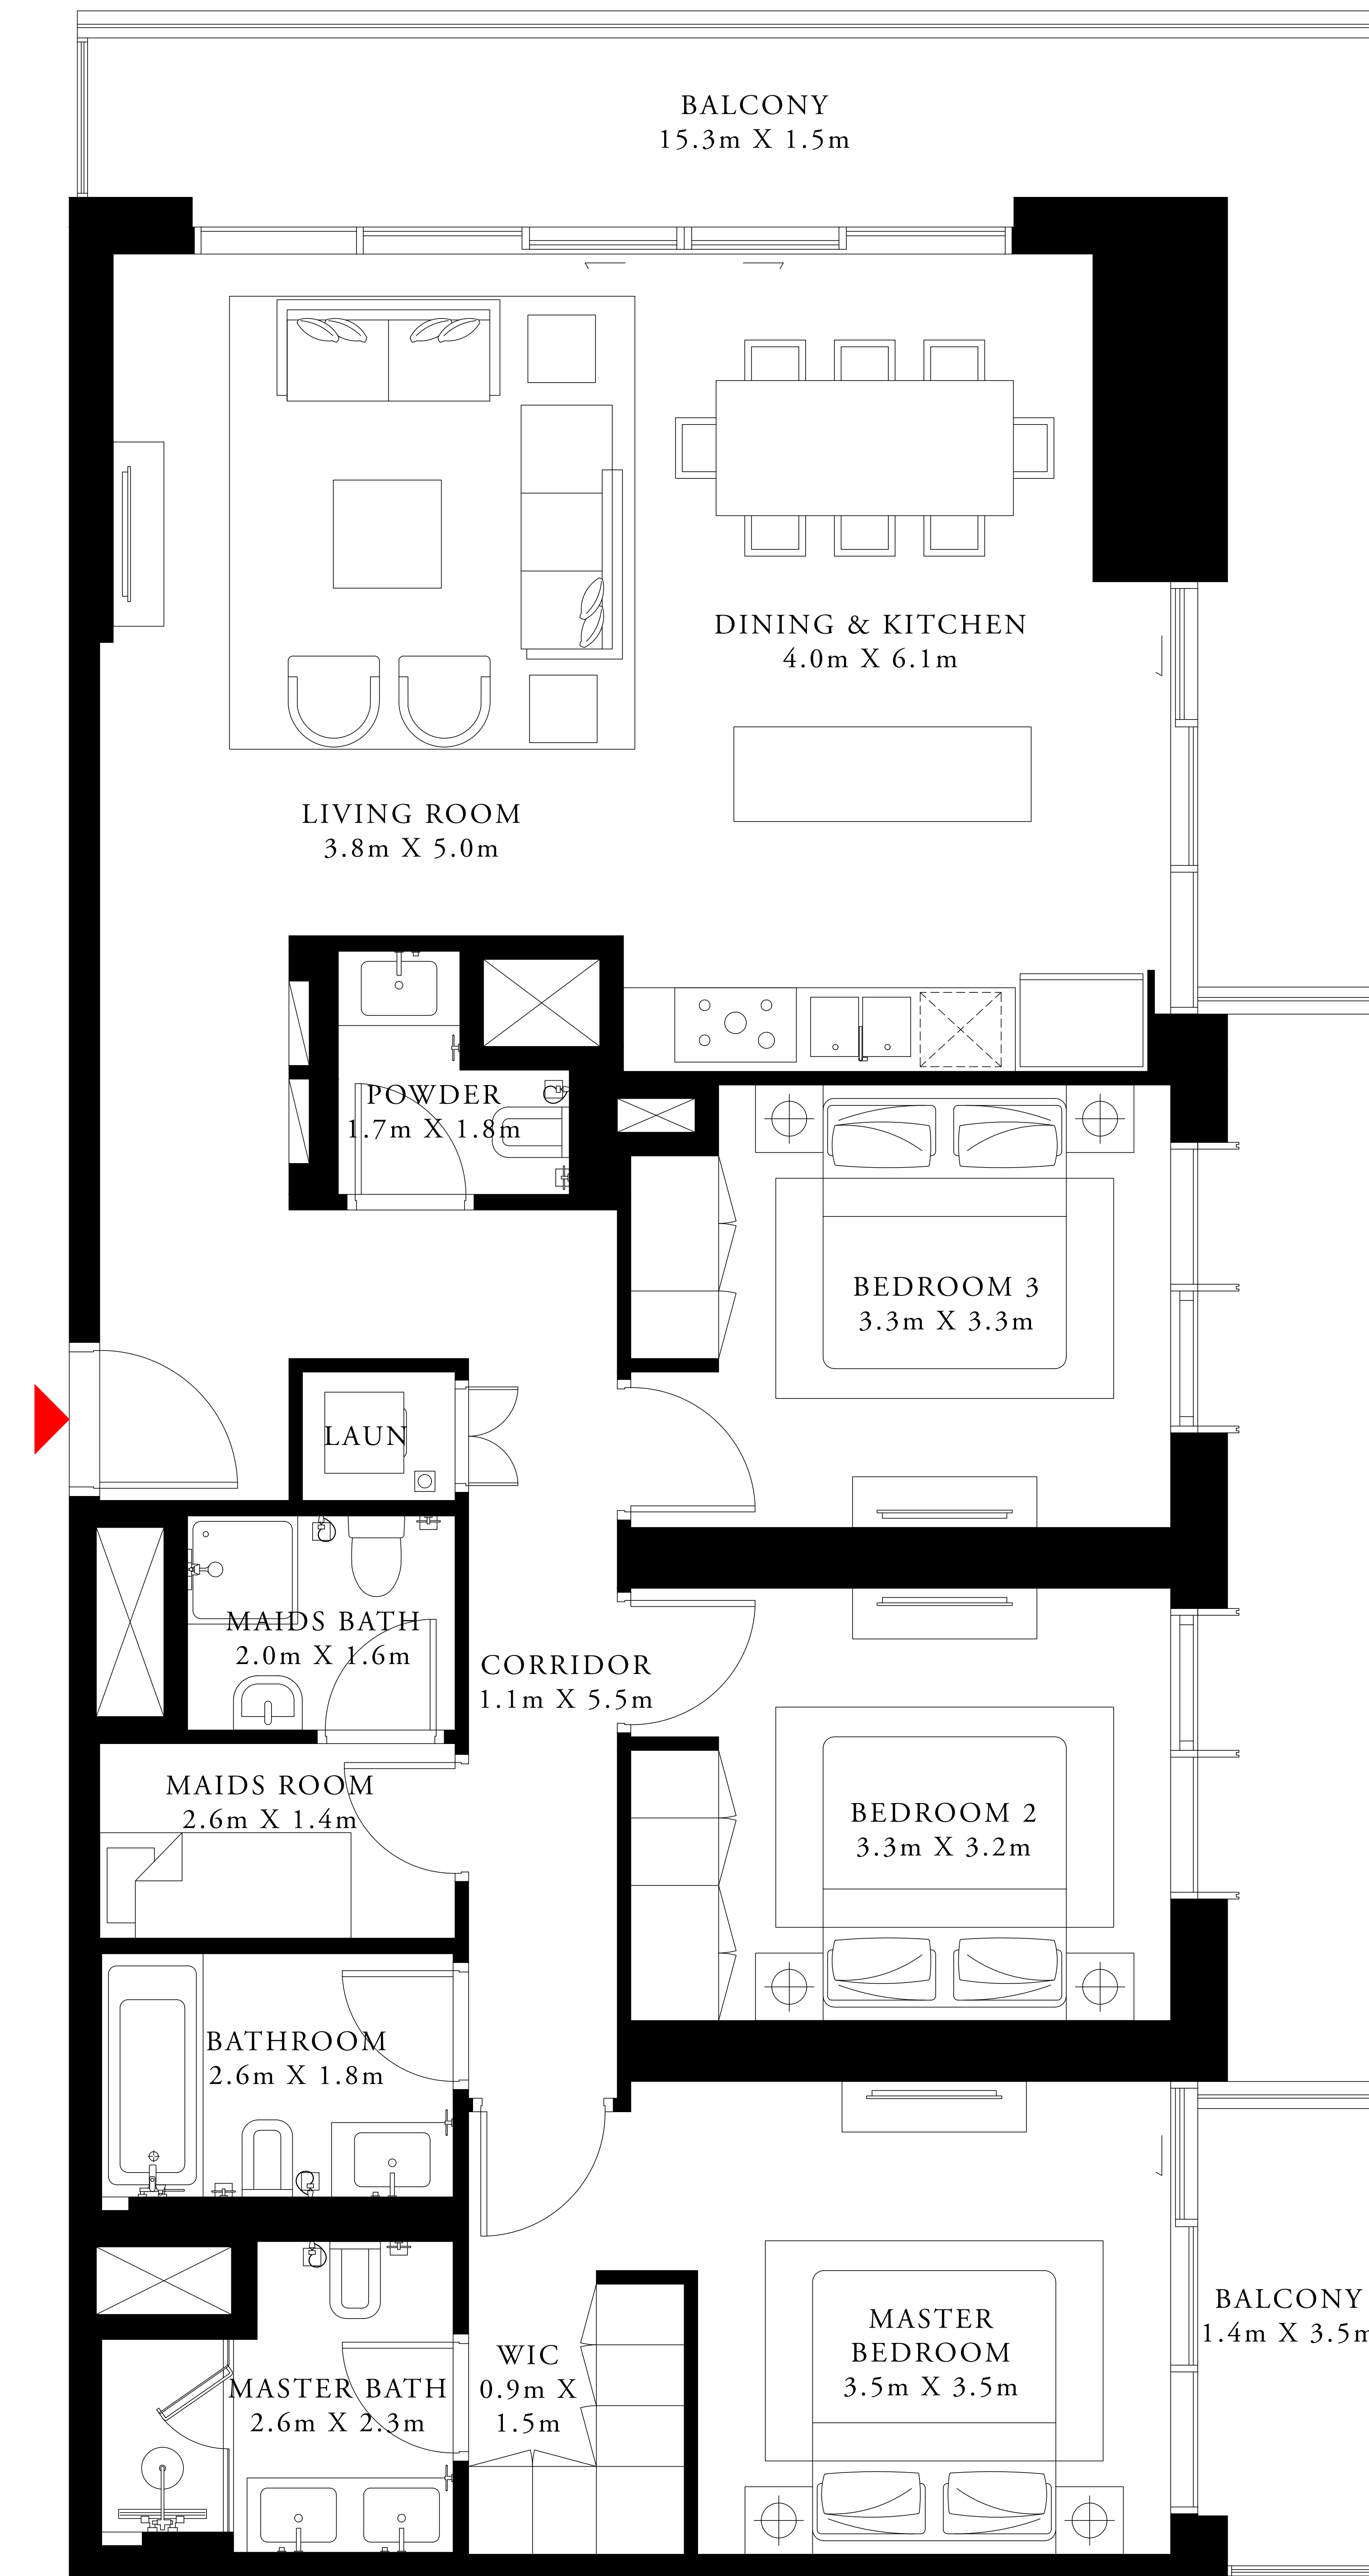 BALCONY
15.3m X 1.5m
DINING & KITCHEN
4.0m X 6.1m
LIVING ROOM
3.8m X 5.0m
POWDER
1.7m X 1.8m
BEDROOM 3
3.3m X 3.3m
LAUN
MAIDS BATH
2.0m X 1.6m
CORRIDOR
1.1m X 5.5m
MAIDS ROOM
2.6m X 1.4m
BEDROOM 2
3.3m X 3.2m
BATHROOM
2.6m X 1.8m
BALCONY
1.4m X 3.5m
MASTER
BEDROOM
3.5m X 3.5m
WIC
0.9m X
1.5m
MASTER BATH
2.6m X 2.3m